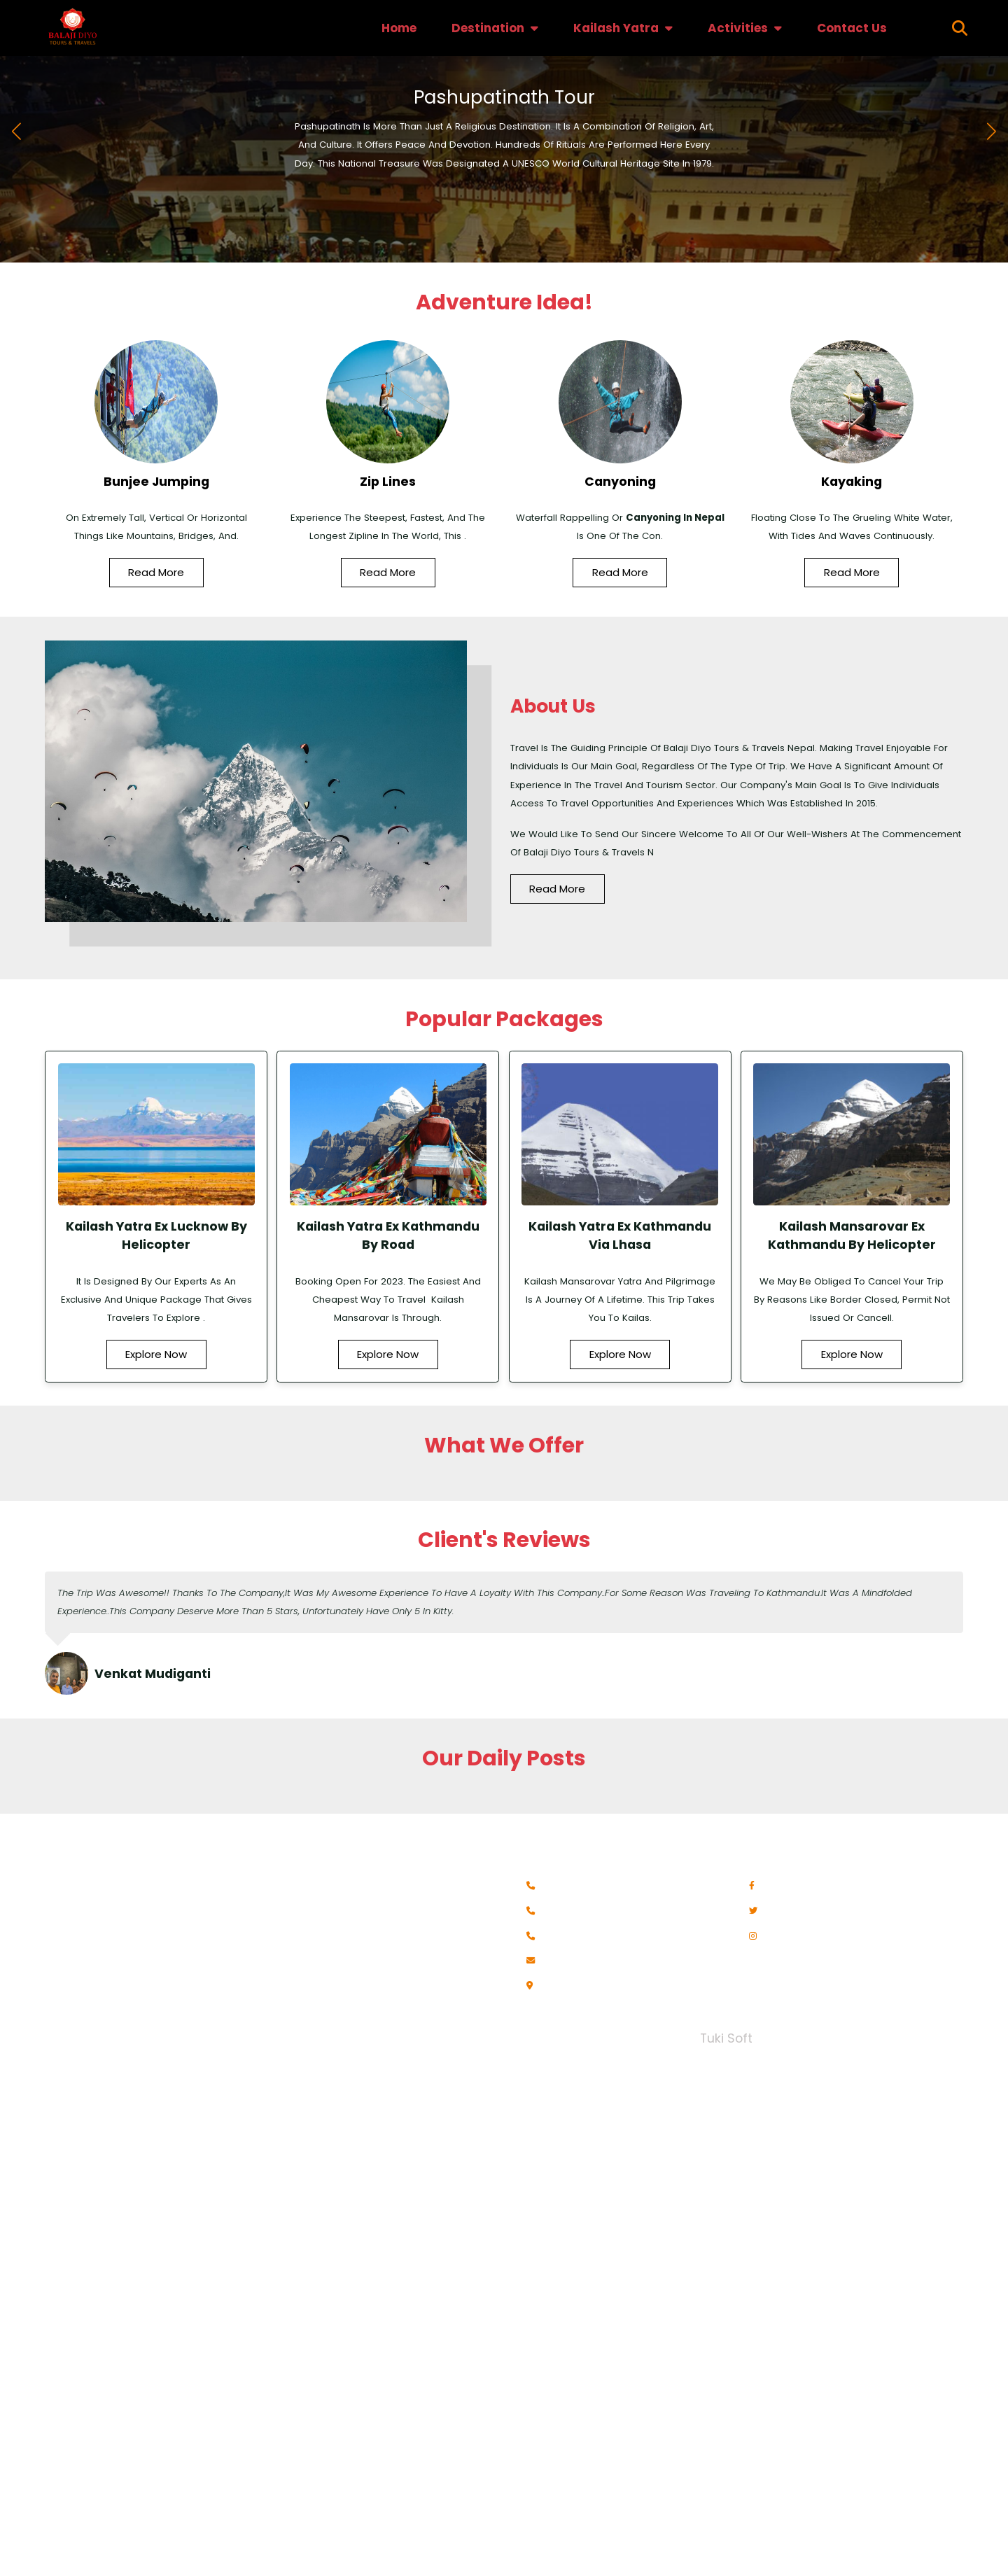 BALAJI DIYO
TOURS & TRAVELS
Home
Destination
Kailash Yatra
Activities
Contact Us
Pashupatinath Tour
Pashupatinath Is More Than Just A Religious Destination. It Is A Combination Of Religion, Art,
And Culture. It Offers Peace And Devotion. Hundreds Of Rituals Are Performed Here Every
Day. This National Treasure Was Designated A UNESCO World Cultural Heritage Site In 1979.
Adventure Idea!
Bunjee Jumping
On Extremely Tall, Vertical Or Horizontal
Things Like Mountains, Bridges, And.
Read More
Zip Lines
Experience The Steepest, Fastest, And The
Longest Zipline In The World, This .
Read More
Canyoning
Waterfall Rappelling Or Canyoning In Nepal
Is One Of The Con.
Read More
Kayaking
Floating Close To The Grueling White Water,
With Tides And Waves Continuously.
Read More
About Us
Travel Is The Guiding Principle Of Balaji Diyo Tours & Travels Nepal. Making Travel Enjoyable For
Individuals Is Our Main Goal, Regardless Of The Type Of Trip. We Have A Significant Amount Of
Experience In The Travel And Tourism Sector. Our Company's Main Goal Is To Give Individuals
Access To Travel Opportunities And Experiences Which Was Established In 2015.
We Would Like To Send Our Sincere Welcome To All Of Our Well-Wishers At The Commencement
Of Balaji Diyo Tours & Travels N
Read More
Popular Packages
Kailash Yatra Ex Lucknow By
Helicopter
It Is Designed By Our Experts As An
Exclusive And Unique Package That Gives
Travelers To Explore .
Explore Now
Kailash Yatra Ex Kathmandu
By Road
Booking Open For 2023. The Easiest And
Cheapest Way To Travel  Kailash
Mansarovar Is Through.
Explore Now
Kailash Yatra Ex Kathmandu
Via Lhasa
Kailash Mansarovar Yatra And Pilgrimage
Is A Journey Of A Lifetime. This Trip Takes
You To Kailas.
Explore Now
Kailash Mansarovar Ex
Kathmandu By Helicopter
We May Be Obliged To Cancel Your Trip
By Reasons Like Border Closed, Permit Not
Issued Or Cancell.
Explore Now
What We Offer
Client's Reviews
The Trip Was Awesome!! Thanks To The Company,It Was My Awesome Experience To Have A Loyalty With This Company.For Some Reason Was Traveling To Kathmandu.It Was A Mindfolded
Experience.This Company Deserve More Than 5 Stars, Unfortunately Have Only 5 In Kitty.
Venkat Mudiganti
Our Daily Posts
Tuki Soft